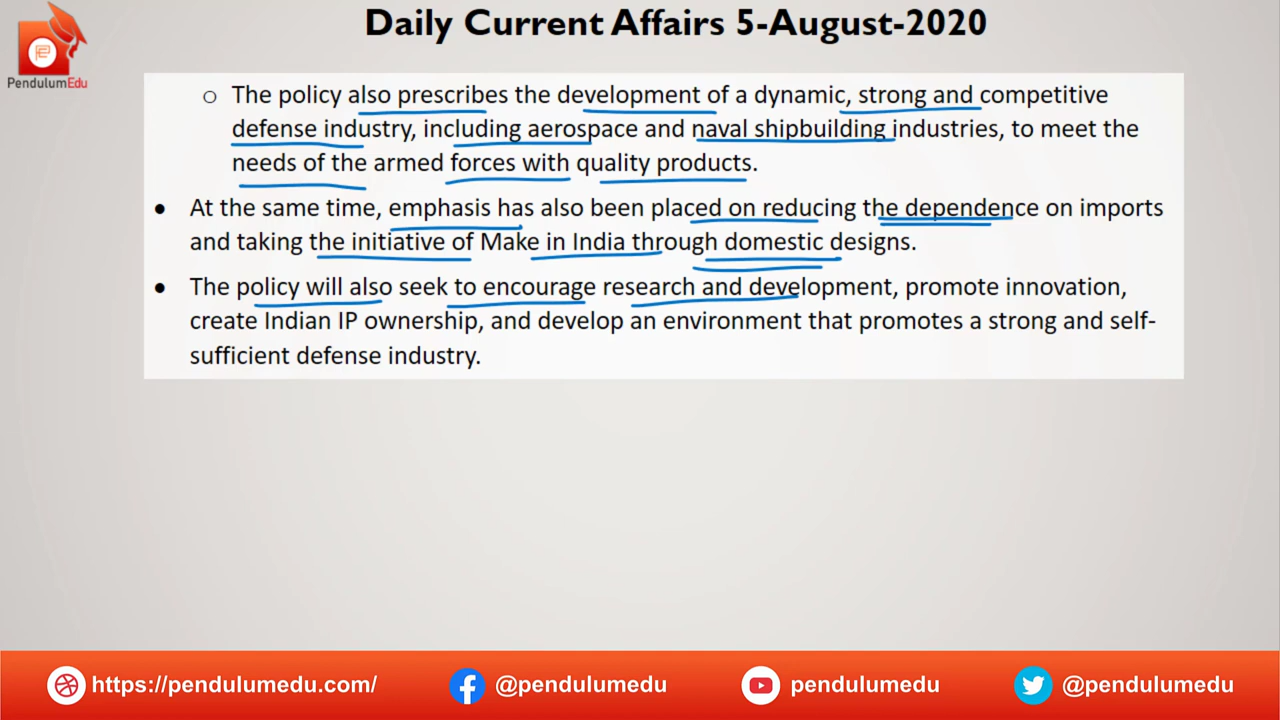 Daily Current Affairs 5-August-2020
PendulumEdu
○ The policy also prescribes the development of a dynamic, strong and competitive
defense industry, including aerospace and naval shipbuilding industries, to meet the
needs of the armed forces with quality products.
• At the same time, emphasis has also been placed on reducing the dependence on imports
and taking the initiative of Make in India through domestic designs.
• The policy will also seek to encourage research and development, promote innovation,
create Indian IP ownership, and develop an environment that promotes a strong and self-
sufficient defense industry.
https://pendulumedu.com/ @pendulumedu pendulumedu @pendulumedu